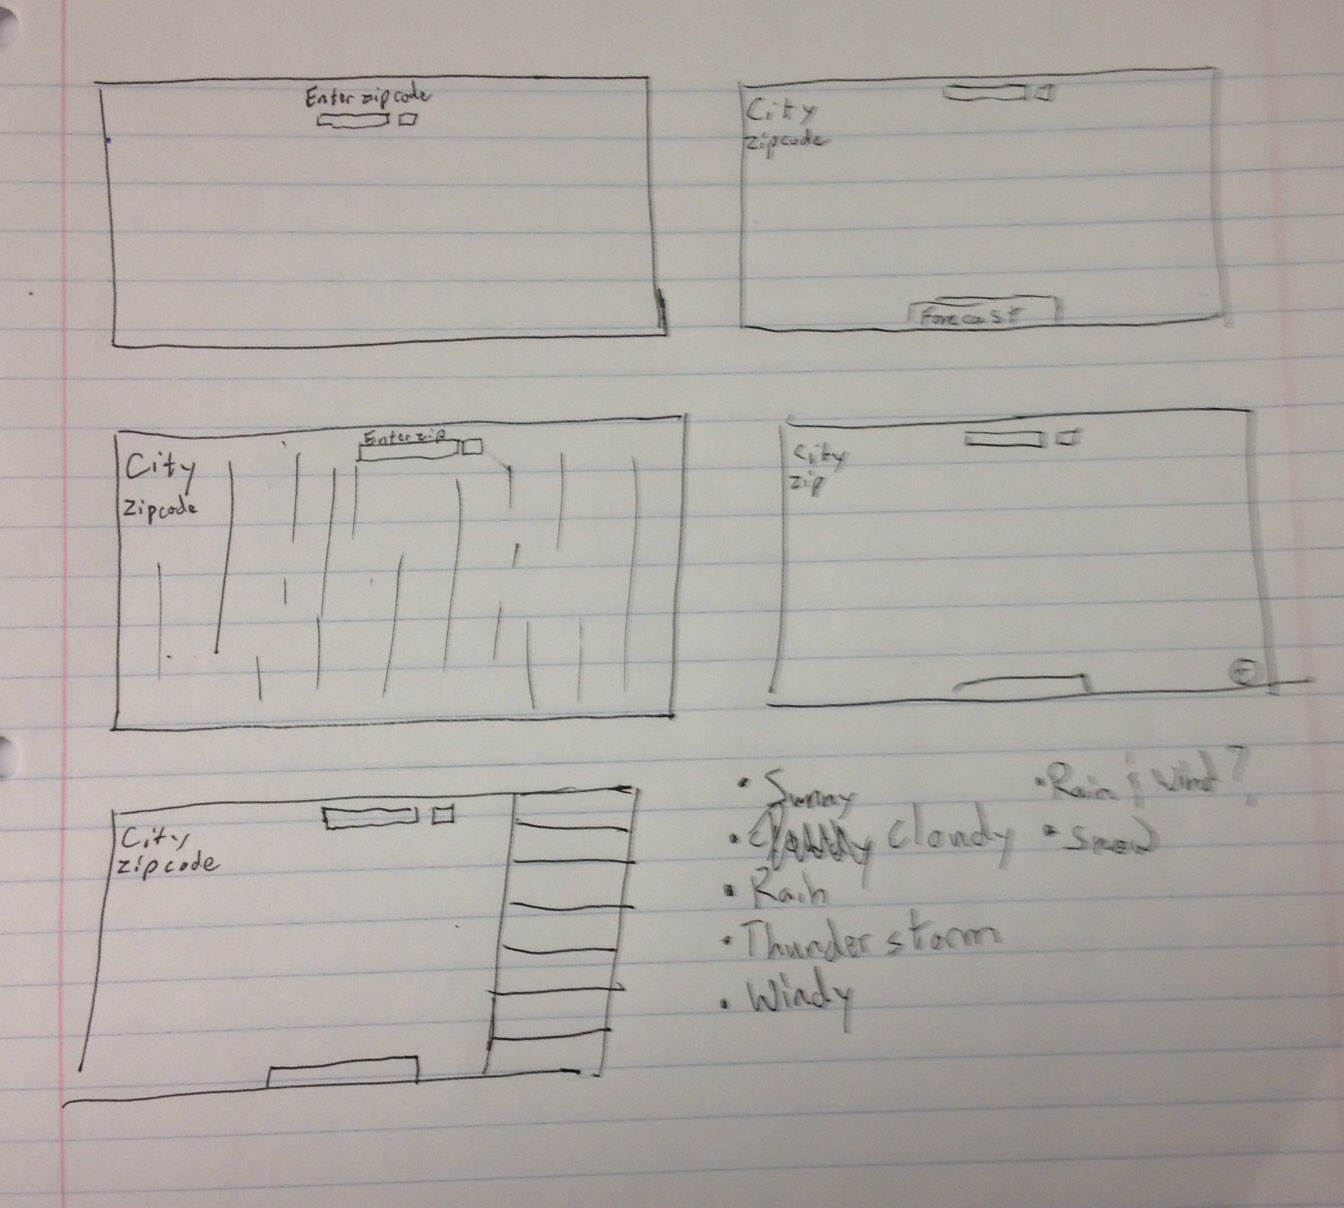 Enter zipcode
City
zipcode
Forecast
Enter zip
City
zipcode
City
zip
City
zipcode
• Sunny
• Cloudy
• Rain
• Thunderstorm
• Windy
• Rain & Wind?
• Snow